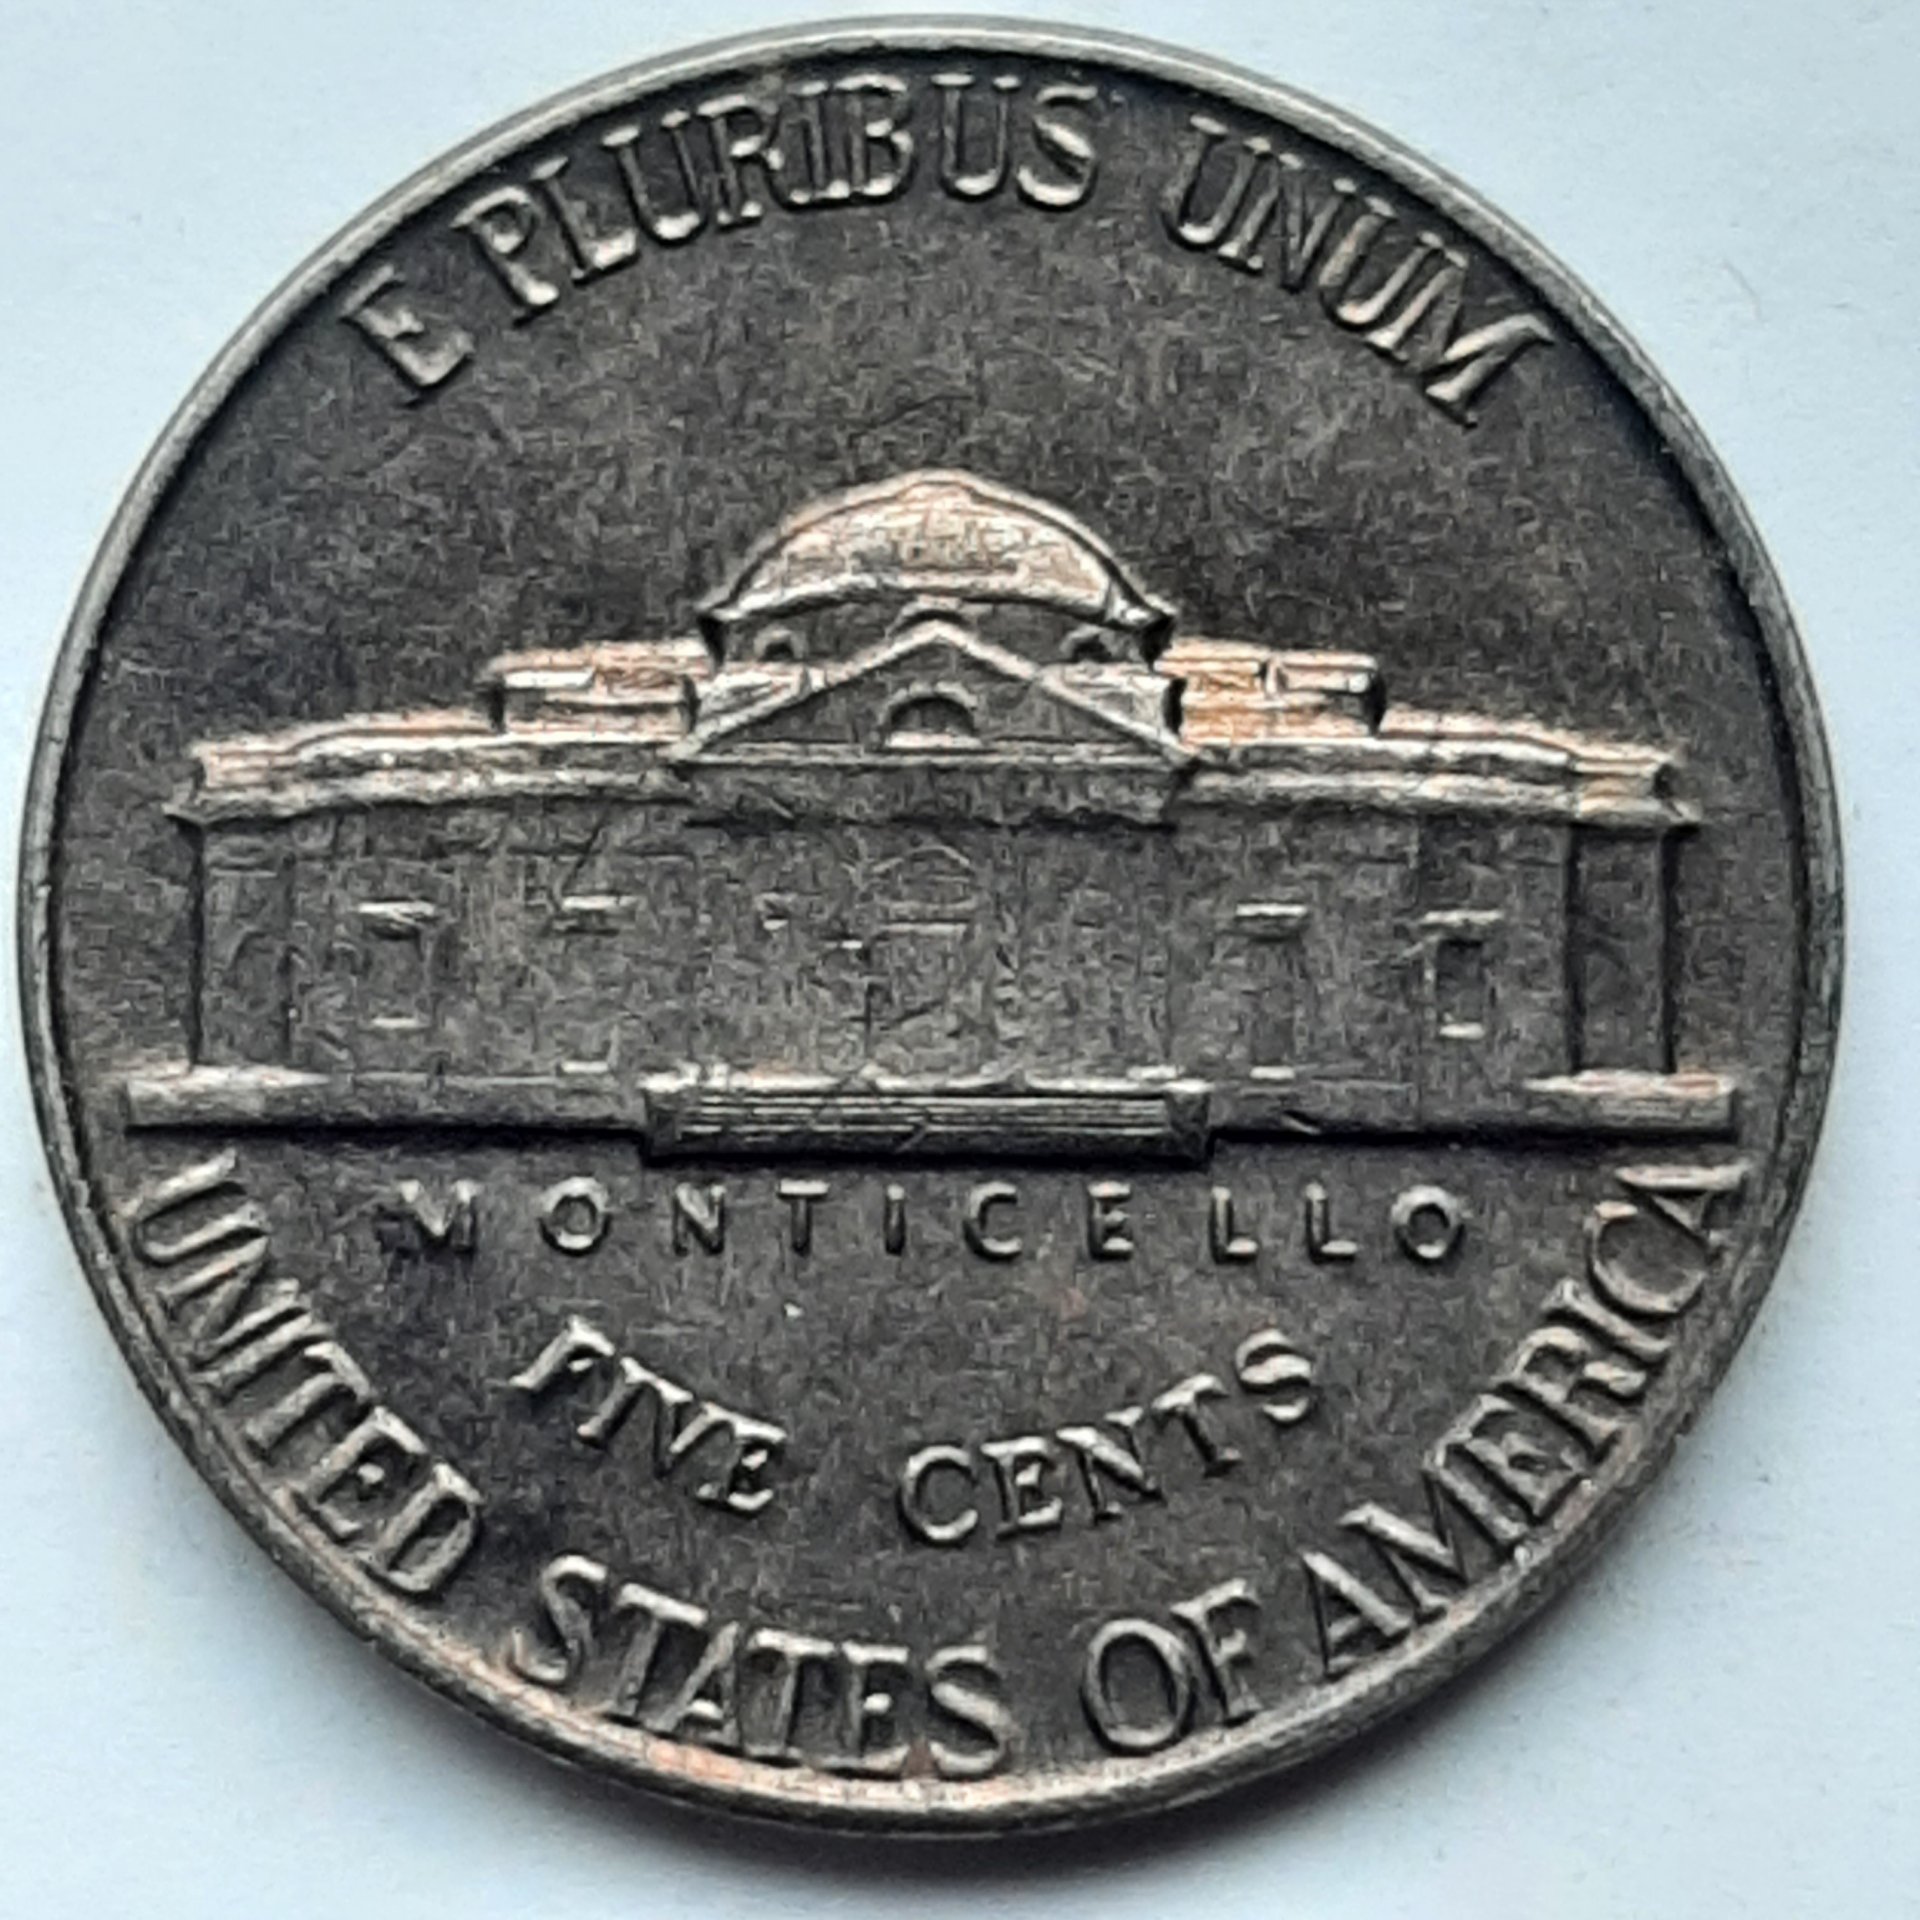 E PLURIBUS UNUM
MONTICELLO
FIVE CENTS
UNITED STATES OF AMERICA